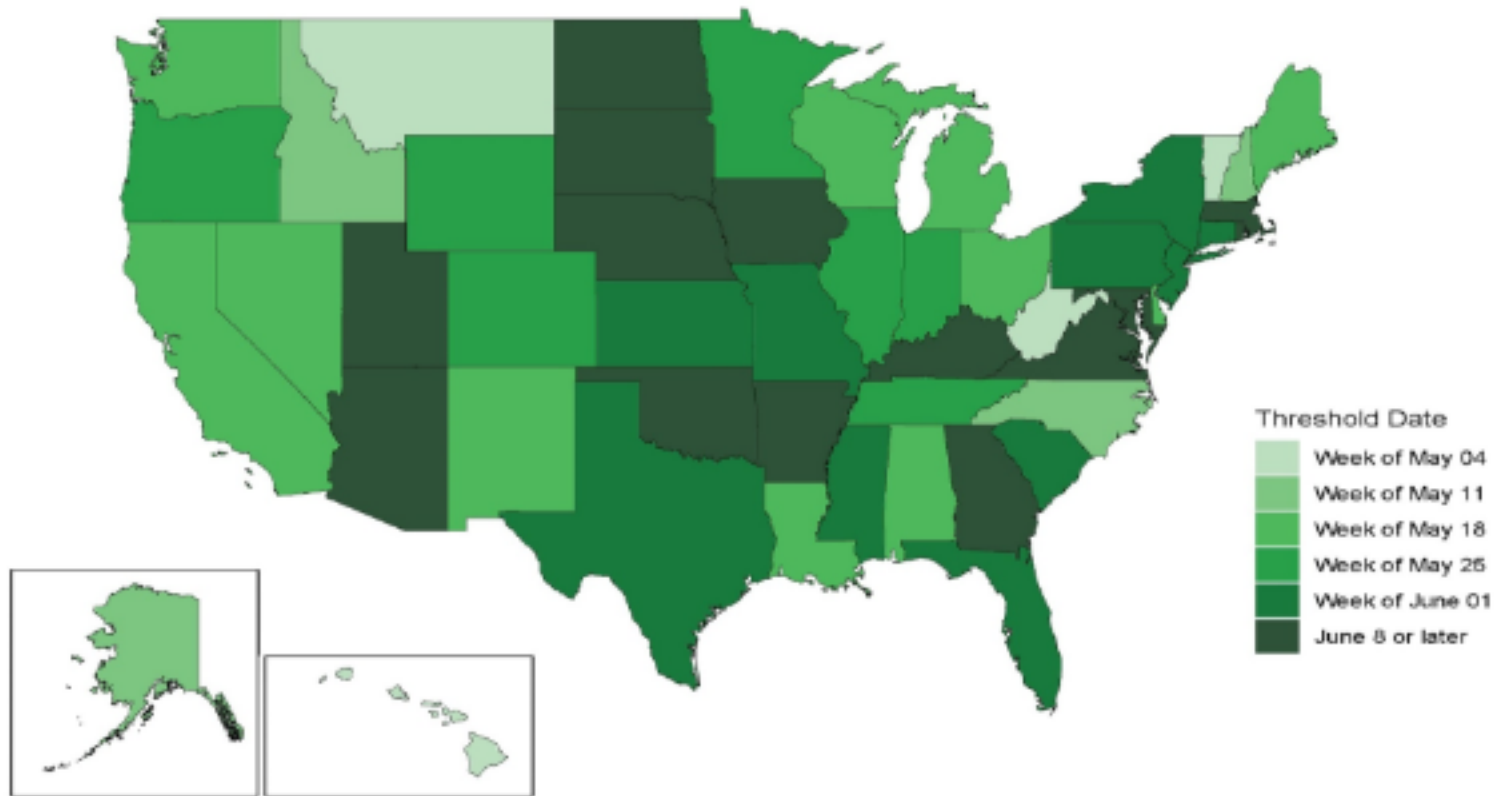 Threshold Date
Week of May 04
Week of May 11
Week of May 18
Week of May 25
Week of June 01
June 8 or later